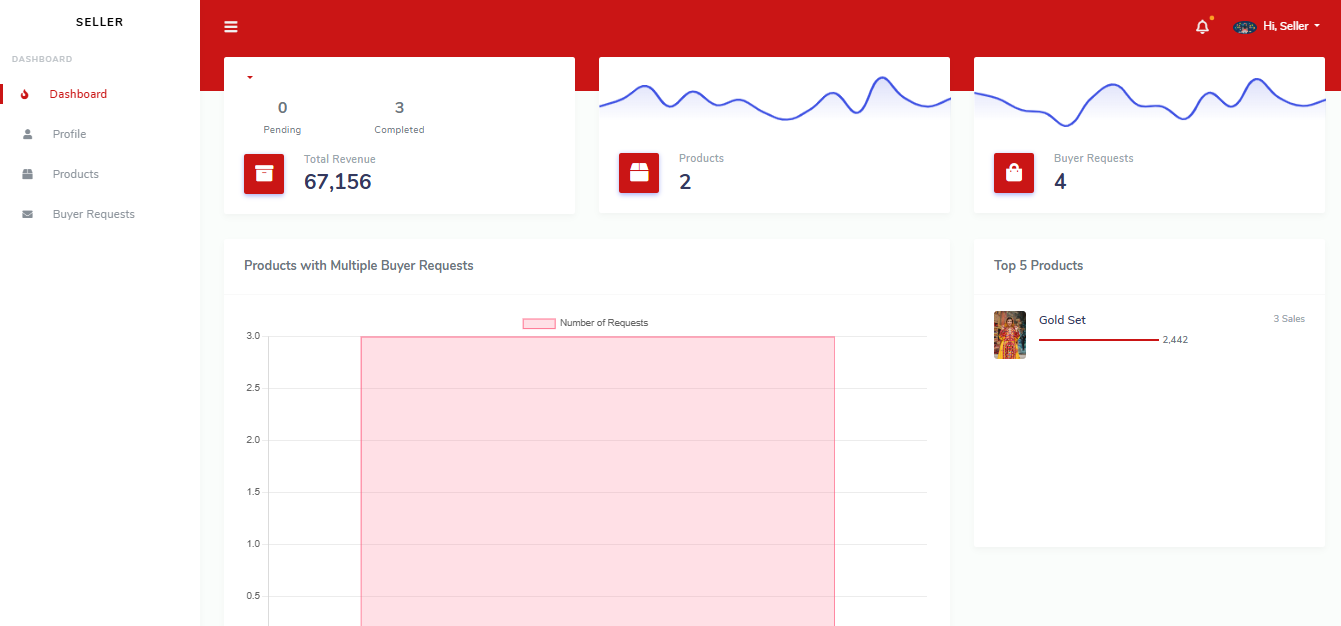 SELLER
Hi, Seller
DASHBOARD
Dashboard
Profile
Products
Buyer Requests
0
Pending
3
Completed
Total Revenue
67,156
Products
2
Buyer Requests
4
Products with Multiple Buyer Requests
Number of Requests
3.0
2.5
2.0
1.5
1.0
0.5
Top 5 Products
Gold Set
3 Sales
2,442